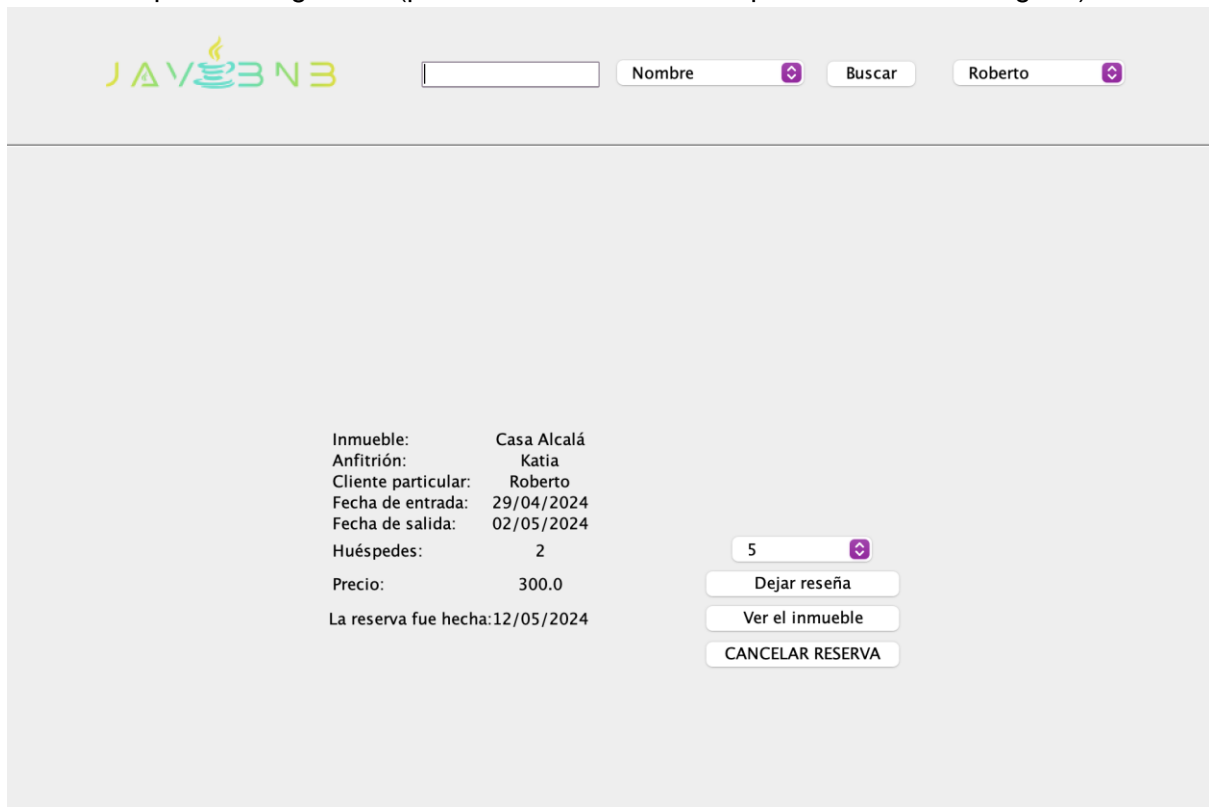 JAVBNB
Nombre Buscar Roberto
Inmueble: Casa Alcalá
Anfitrión: Katia
Cliente particular: Roberto
Fecha de entrada: 29/04/2024
Fecha de salida: 02/05/2024
Huéspedes: 2 5
Precio: 300.0 Dejar reseña
La reserva fue hecha:12/05/2024 Ver el inmueble
CANCELAR RESERVA